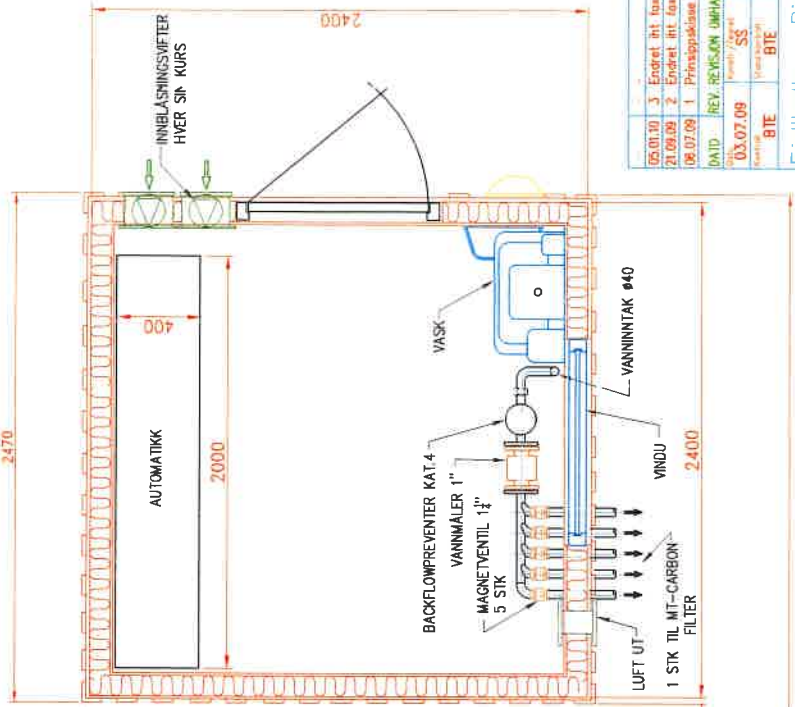 2470
2400
INNBLÅSNINGSVIFTER
HVER SIN KURS
400
AUTOMATIKK
2000
VASK
BACKFLOWPREVENTER KAT.4
VANNMÅLER 1"
MAGNETVENTIL 1¼"
5 STK
VANNINNTAK ø40
VINDU
2400
LUFT UT
1 STK TIL MT-CARBON
FILTER
05.01.10 3 Endret iht.
21.09.09 2 Endret iht.
08.07.09 1 Prinsippskisse
DATO REV. REVISJON
03.07.09 SS
BTE BTE